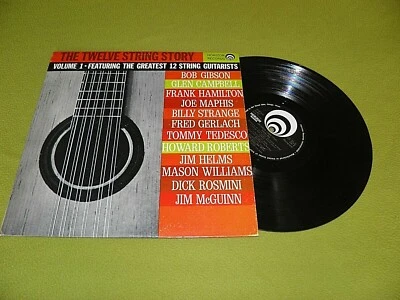 THE TWELVE STRING STORY
VOLUME 1 • FEATURING THE GREATEST 12 STRING GUITARISTS
BOB GIBSON
GLEN CAMPBELL
FRANK HAMILTON
JOE MAPHIS
BILLY STRANGE
FRED GERLACH
TOMMY TEDESCO
HOWARD ROBERTS
JIM HELMS
MASON WILLIAMS
DICK ROSMINI
JIM McGUINN